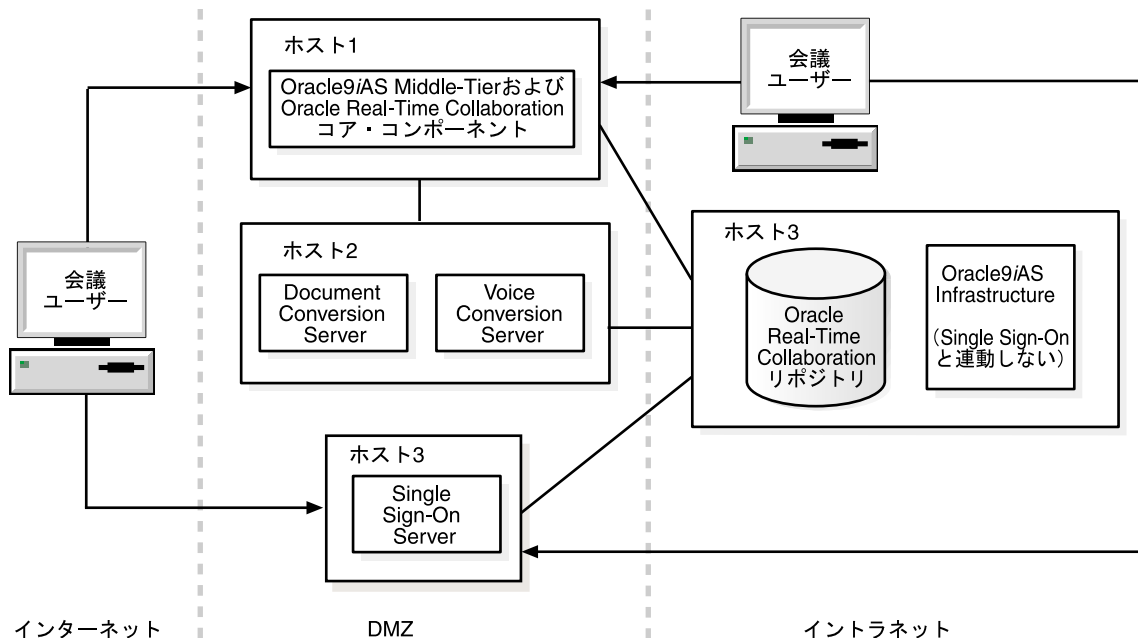 ホスト1
Oracle9iAS Middle-Tierおよび
Oracle Real-Time Collaboration
コア・コンポーネント
会議
ユーザー
ホスト2
Document
Conversion
Server
Voice
Conversion
Server
会議
ユーザー
ホスト3
Oracle
Real-Time
Collaboration
リポジトリ
Oracle9iAS
Infrastructure
（Single Sign-On
と連動しない）
ホスト3
Single
Sign-On
Server
インターネット
DMZ
イントラネット